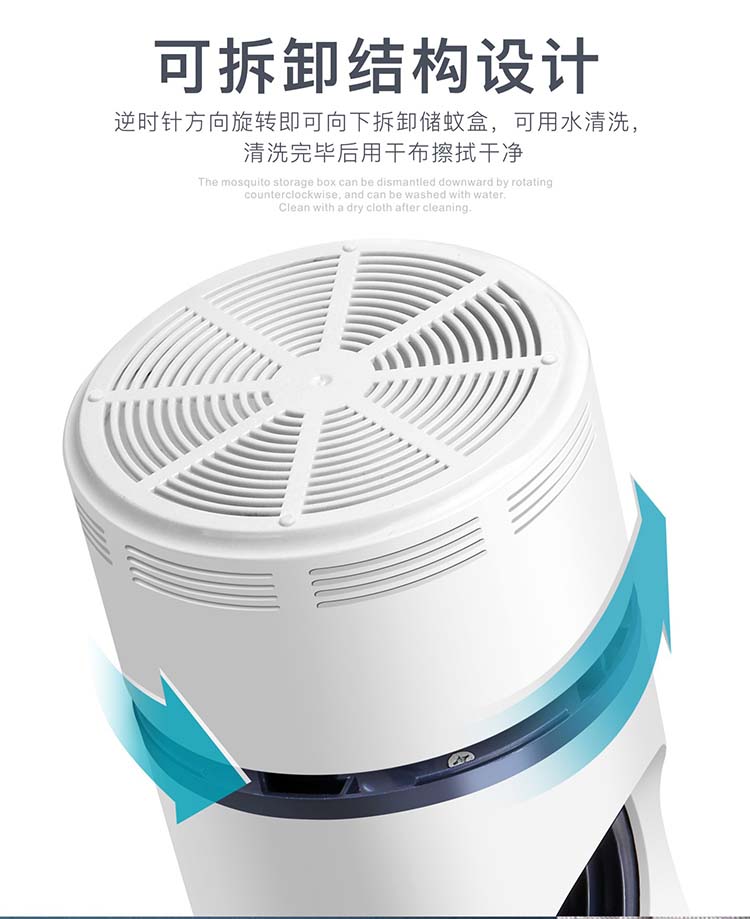 可拆卸结构设计
逆时针方向旋转即可向下拆卸储蚊盒，可用水清洗，
清洗完毕后用干布擦拭干净
The mosquito storage box can be dismantled downward by rotating
counterclockwise, and can be washed with water.
Clean with a dry cloth after cleaning.